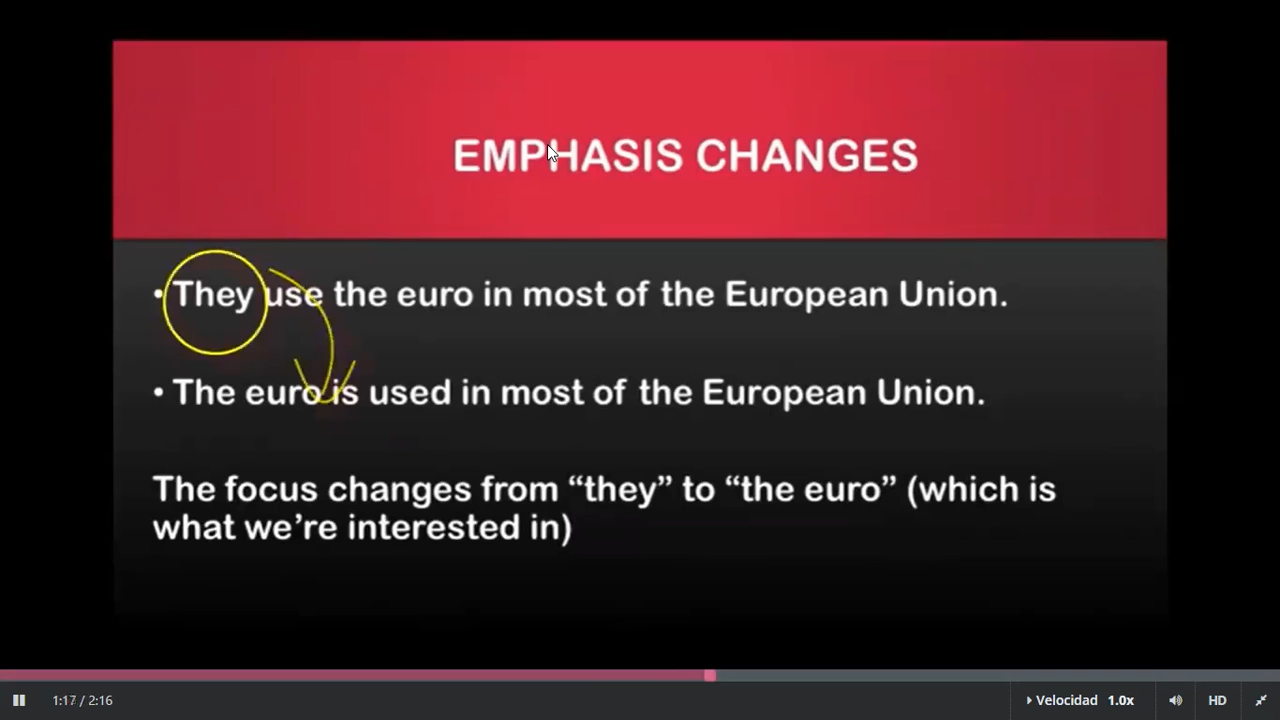 EMPHASIS CHANGES
• They use the euro in most of the European Union.
• The euro is used in most of the European Union.
The focus changes from “they” to “the euro” (which is
what we’re interested in)
1:17 / 2:16
Velocidad 1.0x
HD